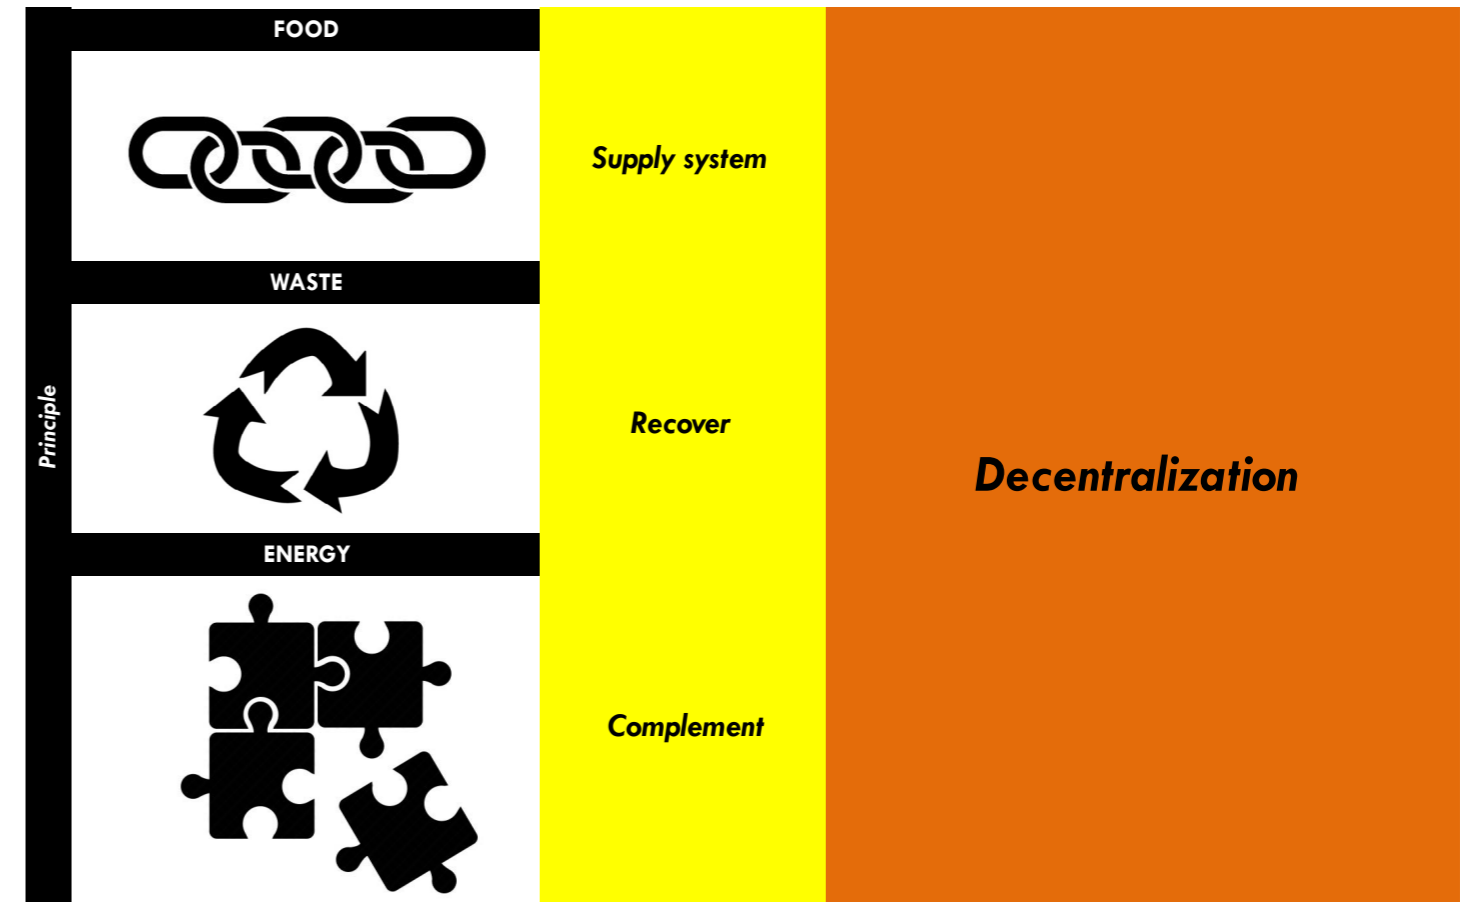 Principle
FOOD
Supply system
WASTE
Recover
ENERGY
Complement
Decentralization